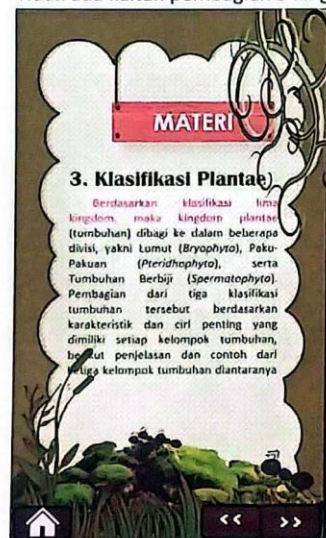 MATERI
3. Klasifikasi Plantae
Berdasarkan klasifikasi lima
kingdom, maka kingdom plantae
(tumbuhan) dibagi ke dalam beberapa
divisi, yakni Lumut (Bryophyta), Paku-
Pakuan (Pteridhophyta), serta
Tumbuhan Berbiji (Spermatophyta).
Pembagian dari tiga klasifikasi
tumbuhan tersebut berdasarkan
karakteristik dan ciri penting yang
dimiliki setiap kelompok tumbuhan,
berikut penjelasan dan contoh dari
ketiga kelompok tumbuhan diantaranya
<< >>